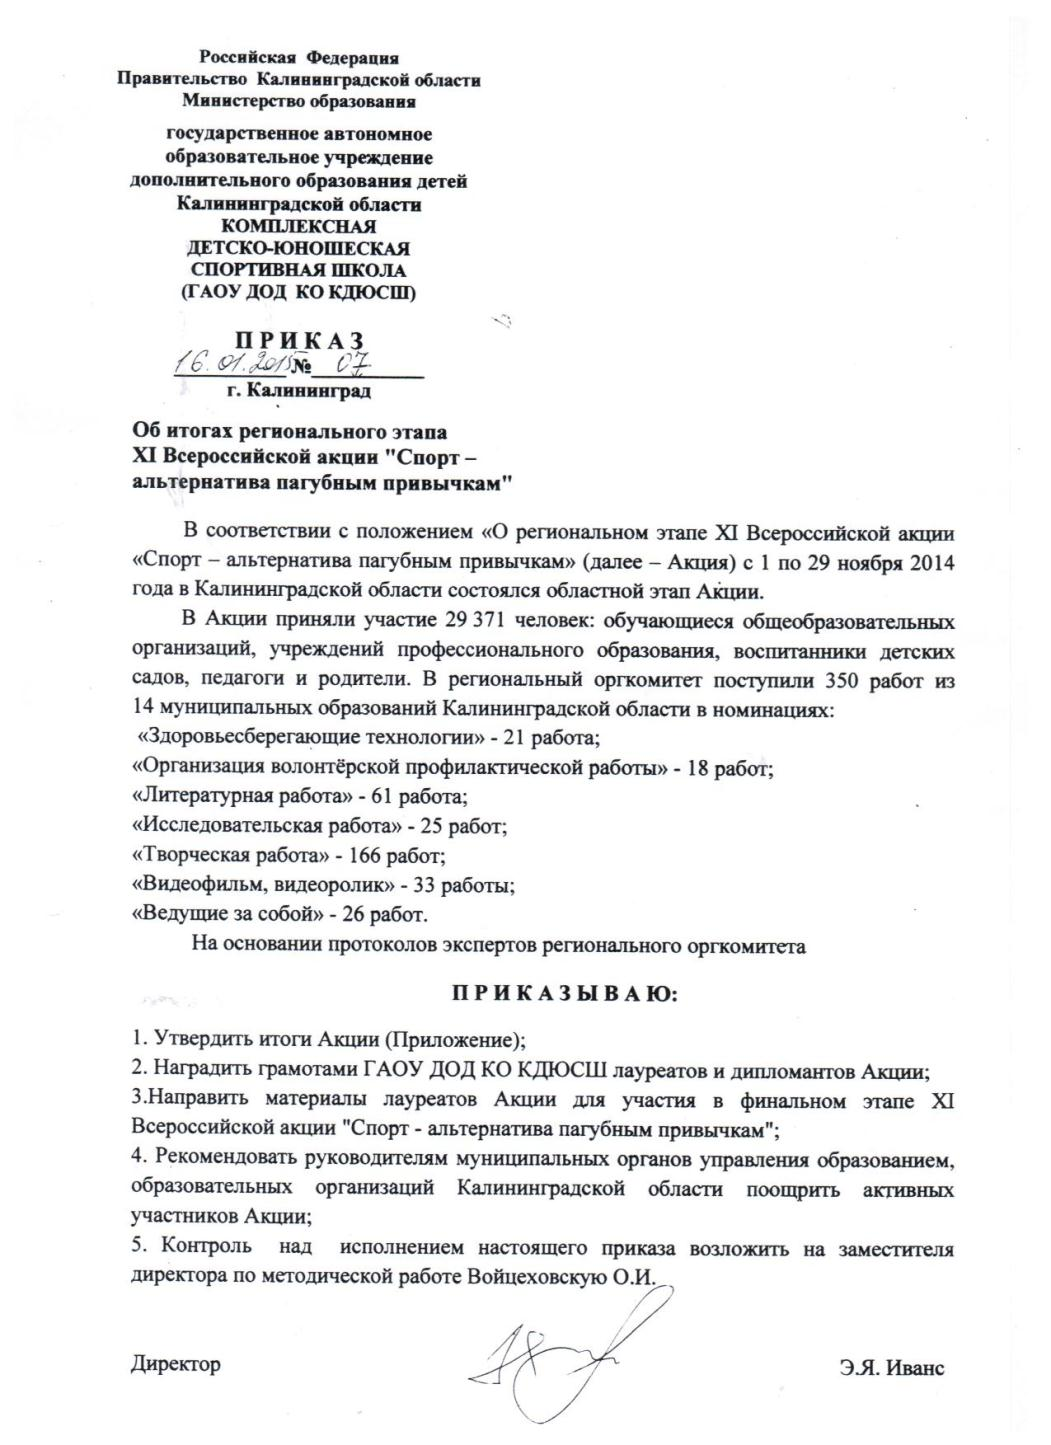 Российская Федерация
Правительство Калининградской области
Министерство образования
государственное автономное
образовательное учреждение
дополнительного образования детей
Калининградской области
КОМПЛЕКСНАЯ
ДЕТСКО-ЮНОШЕСКАЯ
СПОРТИВНАЯ ШКОЛА
(ГАОУ ДОД КО КДЮСШ)
П Р И К А З
16.01.2015 № 07
г. Калининград
Об итогах регионального этапа
XI Всероссийской акции "Спорт –
альтернатива пагубным привычкам"
В соответствии с положением «О региональном этапе XI Всероссийской акции
«Спорт – альтернатива пагубным привычкам» (далее – Акция) с 1 по 29 ноября 2014
года в Калининградской области состоялся областной этап Акции.
В Акции приняли участие 29 371 человек: обучающиеся общеобразовательных
организаций, учреждений профессионального образования, воспитанники детских
садов, педагоги и родители. В региональный оргкомитет поступили 350 работ из
14 муниципальных образований Калининградской области в номинациях:
«Здоровьесберегающие технологии» - 21 работа;
«Организация волонтёрской профилактической работы» - 18 работ;
«Литературная работа» - 61 работа;
«Исследовательская работа» - 25 работ;
«Творческая работа» - 166 работ;
«Видеофильм, видеоролик» - 33 работы;
«Ведущие за собой» - 26 работ.
На основании протоколов экспертов регионального оргкомитета
П Р И К А З Ы В А Ю:
1. Утвердить итоги Акции (Приложение);
2. Наградить грамотами ГАОУ ДОД КО КДЮСШ лауреатов и дипломантов Акции;
3.Направить материалы лауреатов Акции для участия в финальном этапе XI
Всероссийской акции "Спорт - альтернатива пагубным привычкам";
4. Рекомендовать руководителям муниципальных органов управления образованием,
образовательных организаций Калининградской области поощрить активных
участников Акции;
5. Контроль над исполнением настоящего приказа возложить на заместителя
директора по методической работе Войцеховскую О.И.
Директор Э.Я. Иванс